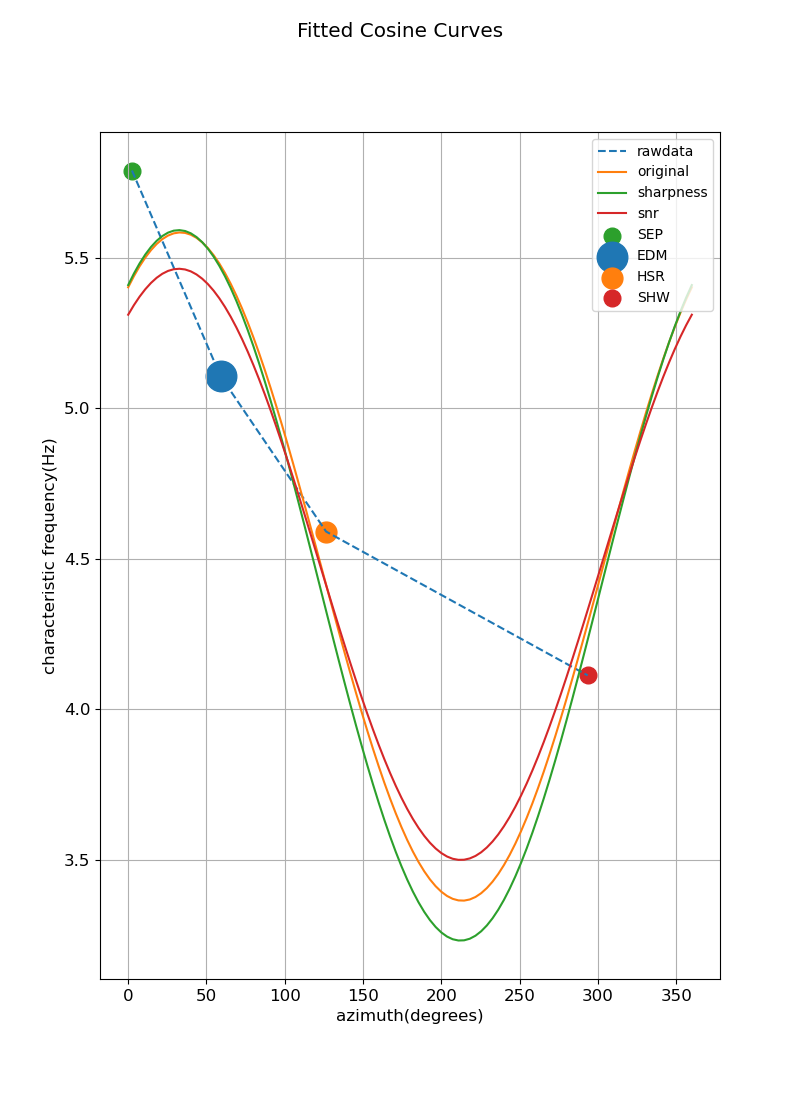 Fitted Cosine Curves
rawdata
original
sharpness
snr
SEP
EDM
HSR
SHW
characteristic frequency(Hz)
5.5
5.0
4.5
4.0
3.5
0 50 100 150 200 250 300 350
azimuth(degrees)